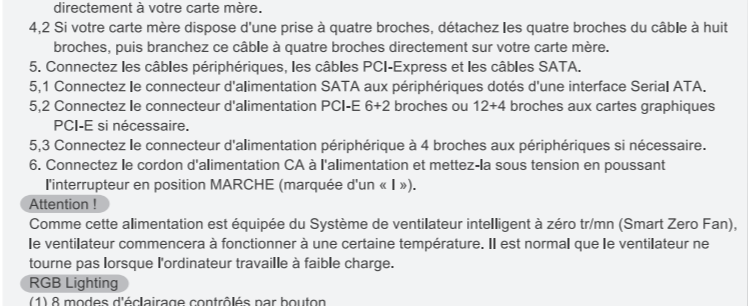 directement à votre carte mère.
4,2 Si votre carte mère dispose d'une prise à quatre broches, détachez les quatre broches du câble à huit
broches, puis branchez ce câble à quatre broches directement sur votre carte mère.
5. Connectez les câbles périphériques, les câbles PCI-Express et les câbles SATA.
5,1 Connectez le connecteur d'alimentation SATA aux périphériques dotés d'une interface Serial ATA.
5,2 Connectez le connecteur d'alimentation PCI-E 6+2 broches ou 12+4 broches aux cartes graphiques
PCI-E si nécessaire.
5,3 Connectez le connecteur d'alimentation périphérique à 4 broches aux périphériques si nécessaire.
6. Connectez le cordon d'alimentation CA à l'alimentation et mettez-la sous tension en poussant
l'interrupteur en position MARCHE (marquée d'un « I »).
Attention !
Comme cette alimentation est équipée du Système de ventilateur intelligent à zéro tr/mn (Smart Zero Fan),
le ventilateur commencera à fonctionner à une certaine température. Il est normal que le ventilateur ne
tourne pas lorsque l'ordinateur travaille à faible charge.
RGB Lighting
(1) 8 modes d'éclairage contrôlés par bouton